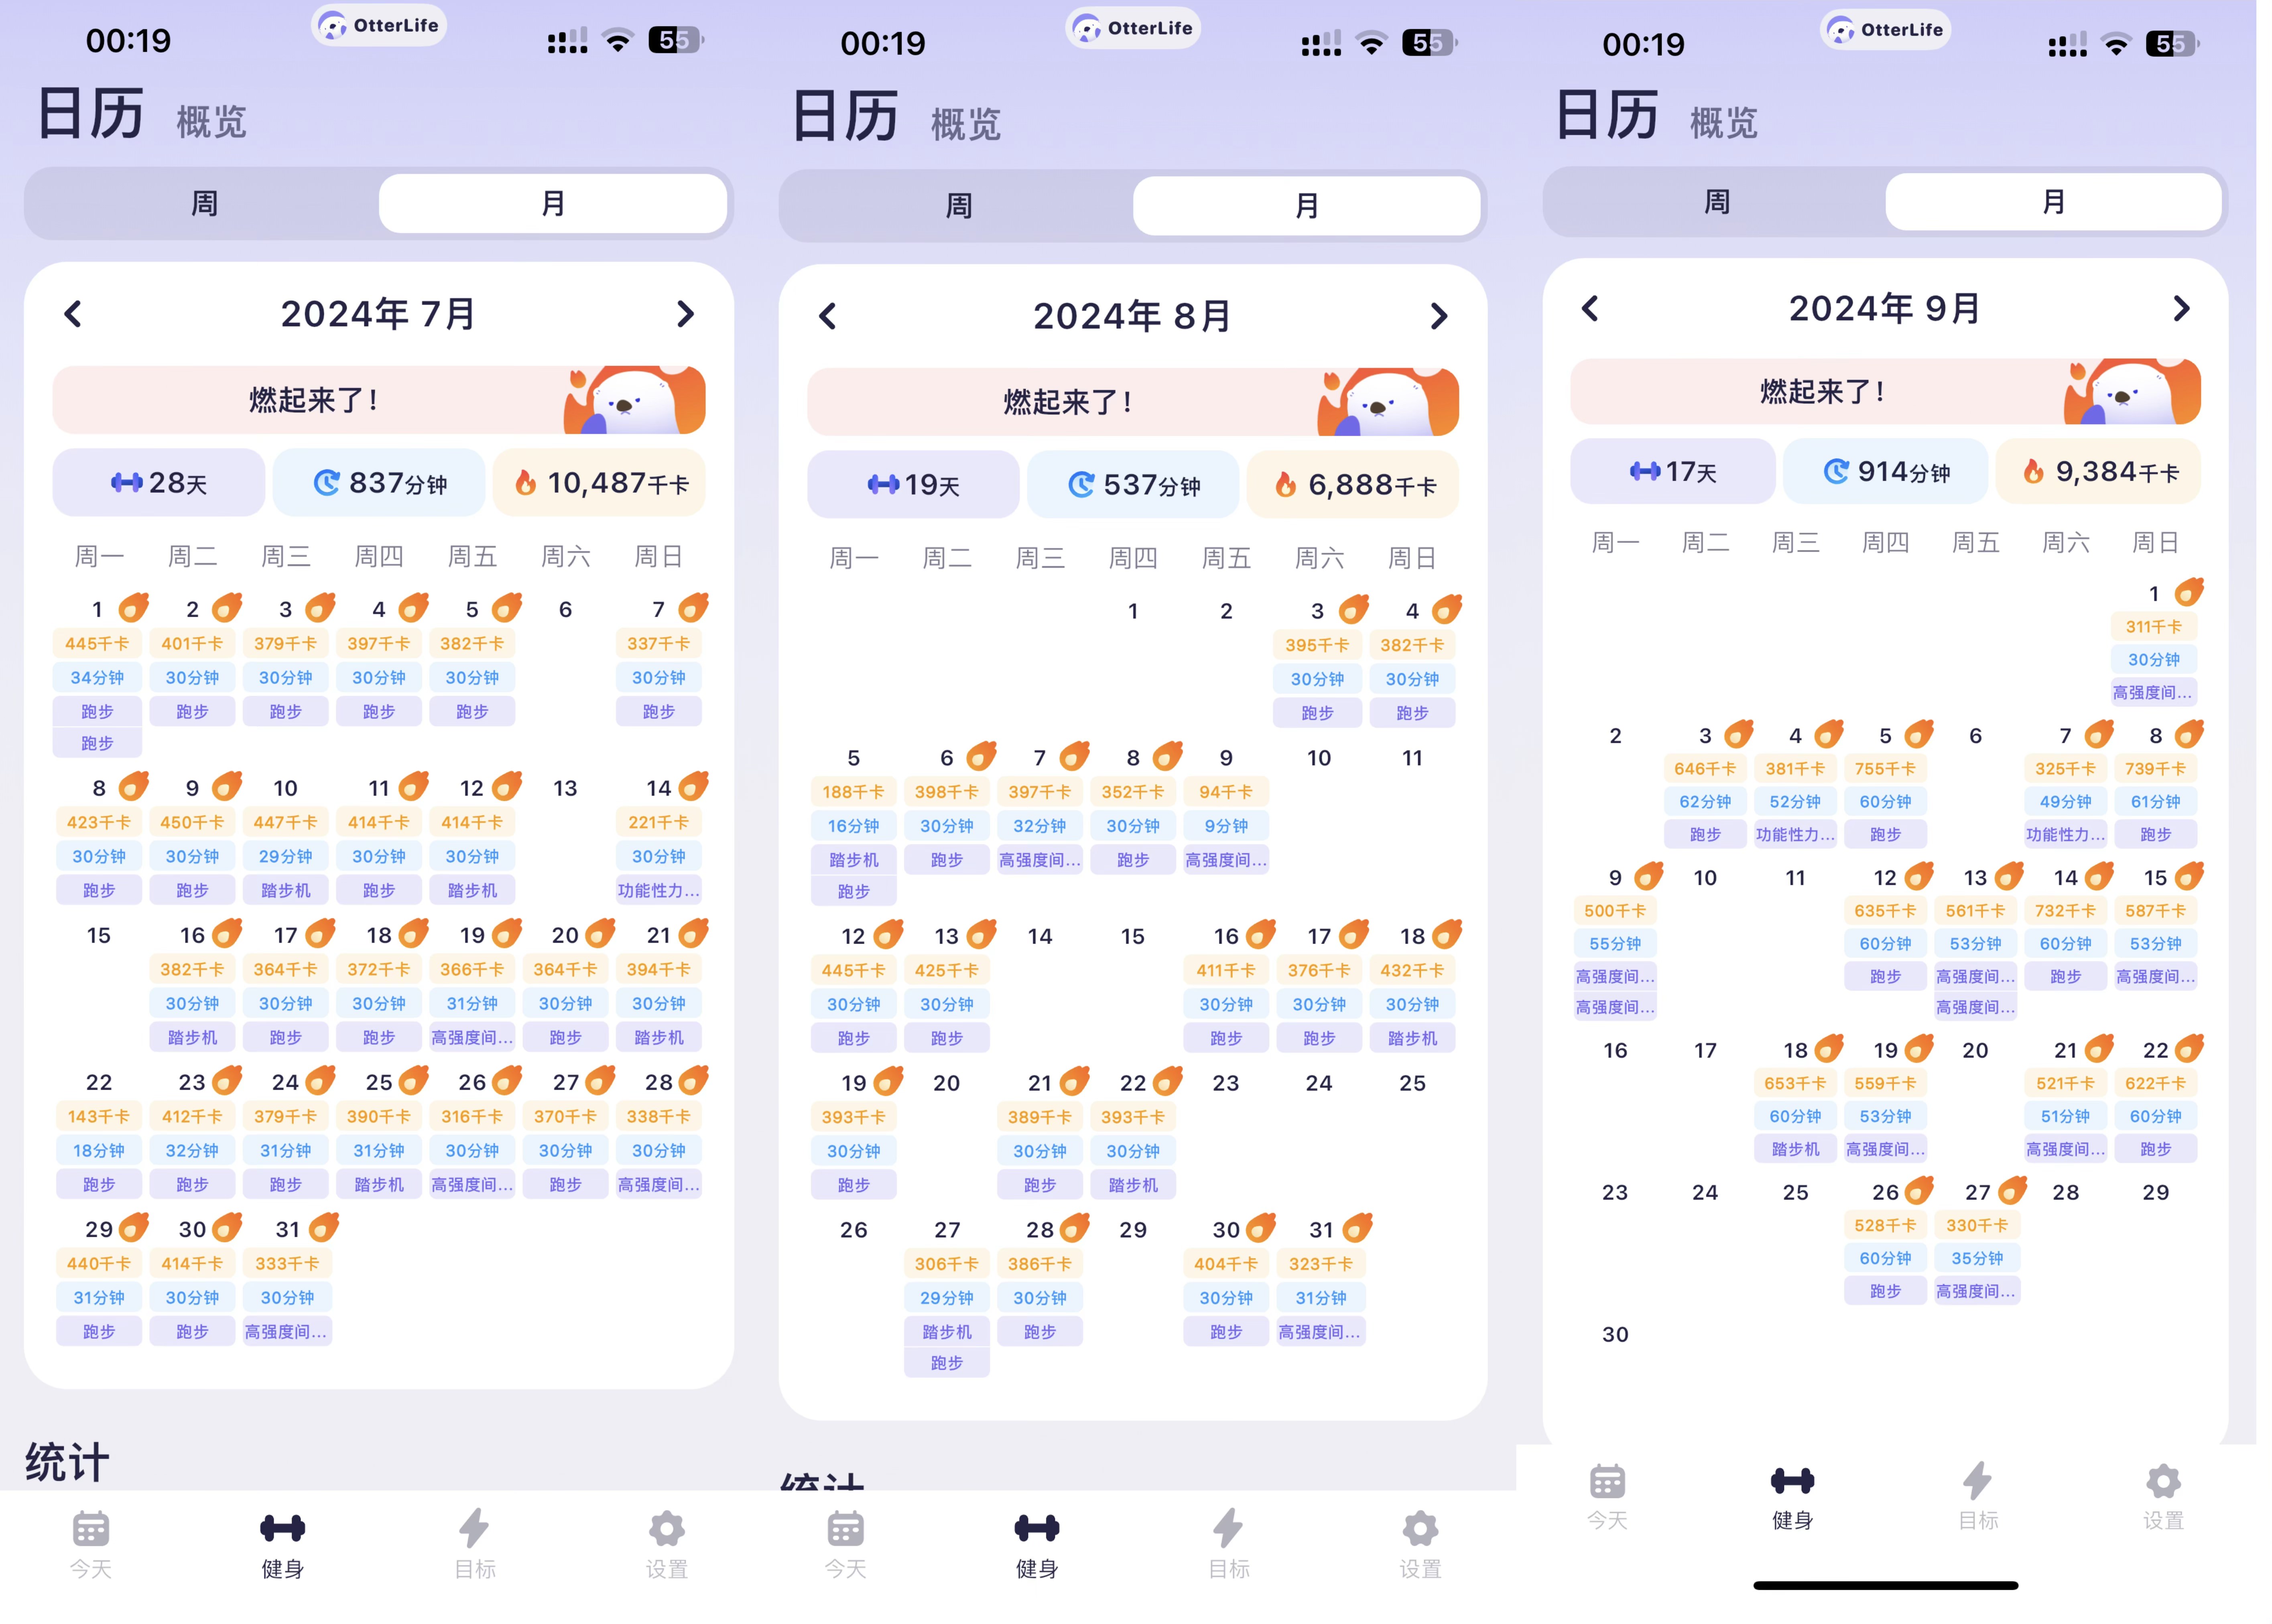 00:19
OtterLife
55
日历 概览
周 月
2024年 7月
燃起来了!
28天 837分钟 10,487千卡
周一 周二 周三 周四 周五 周六 周日
1 2 3 4 5 6 7
445千卡 401千卡 379千卡 397千卡 382千卡 337千卡
34分钟 30分钟 30分钟 30分钟 30分钟 30分钟
跑步 跑步 跑步 跑步 跑步 跑步
跑步
8 9 10 11 12 13 14
423千卡 450千卡 447千卡 414千卡 414千卡 221千卡
30分钟 30分钟 29分钟 30分钟 30分钟 30分钟
跑步 跑步 踏步机 跑步 踏步机 功能性力...
15 16 17 18 19 20 21
382千卡 364千卡 372千卡 366千卡 364千卡 394千卡
30分钟 30分钟 30分钟 31分钟 30分钟 30分钟
踏步机 跑步 跑步 高强度间... 跑步 踏步机
22 23 24 25 26 27 28
143千卡 412千卡 379千卡 390千卡 316千卡 370千卡 338千卡
18分钟 32分钟 31分钟 31分钟 30分钟 30分钟 30分钟
跑步 跑步 跑步 踏步机 高强度间... 跑步 高强度间...
29 30 31
440千卡 414千卡 333千卡
31分钟 30分钟 30分钟
跑步 跑步 高强度间...
统计
今天 健身 目标 设置
00:19
OtterLife
55
日历 概览
周 月
2024年 8月
燃起来了!
19天 537分钟 6,888千卡
周一 周二 周三 周四 周五 周六 周日
1 2 3 4
395千卡 382千卡
30分钟 30分钟
跑步 跑步
5 6 7 8 9 10 11
188千卡 398千卡 397千卡 352千卡 94千卡
16分钟 30分钟 32分钟 30分钟 9分钟
踏步机 跑步 高强度间... 跑步 高强度间...
跑步
12 13 14 15 16 17 18
445千卡 425千卡 411千卡 376千卡 432千卡
30分钟 30分钟 30分钟 30分钟 30分钟
跑步 跑步 跑步 跑步 踏步机
19 20 21 22 23 24 25
393千卡 389千卡 393千卡
30分钟 30分钟 30分钟
跑步 跑步 踏步机
26 27 28 29 30 31
306千卡 386千卡 404千卡 323千卡
29分钟 30分钟 30分钟 31分钟
踏步机 跑步 跑步 高强度间...
跑步
统计
今天 健身 目标 设置
00:19
OtterLife
55
日历 概览
周 月
2024年 9月
燃起来了!
17天 914分钟 9,384千卡
周一 周二 周三 周四 周五 周六 周日
1
311千卡
30分钟
高强度间...
2 3 4 5 6 7 8
646千卡 381千卡 755千卡 325千卡 739千卡
62分钟 52分钟 60分钟 49分钟 61分钟
跑步 功能性力... 跑步 功能性力... 跑步
9 10 11 12 13 14 15
500千卡 635千卡 561千卡 732千卡 587千卡
55分钟 60分钟 53分钟 60分钟 53分钟
高强度间... 跑步 高强度间... 跑步 高强度间...
高强度间... 高强度间...
16 17 18 19 20 21 22
653千卡 559千卡 521千卡 622千卡
60分钟 53分钟 51分钟 60分钟
踏步机 高强度间... 高强度间... 跑步
23 24 25 26 27 28 29
528千卡 330千卡
60分钟 35分钟
跑步 高强度间...
30
今天 健身 目标 设置